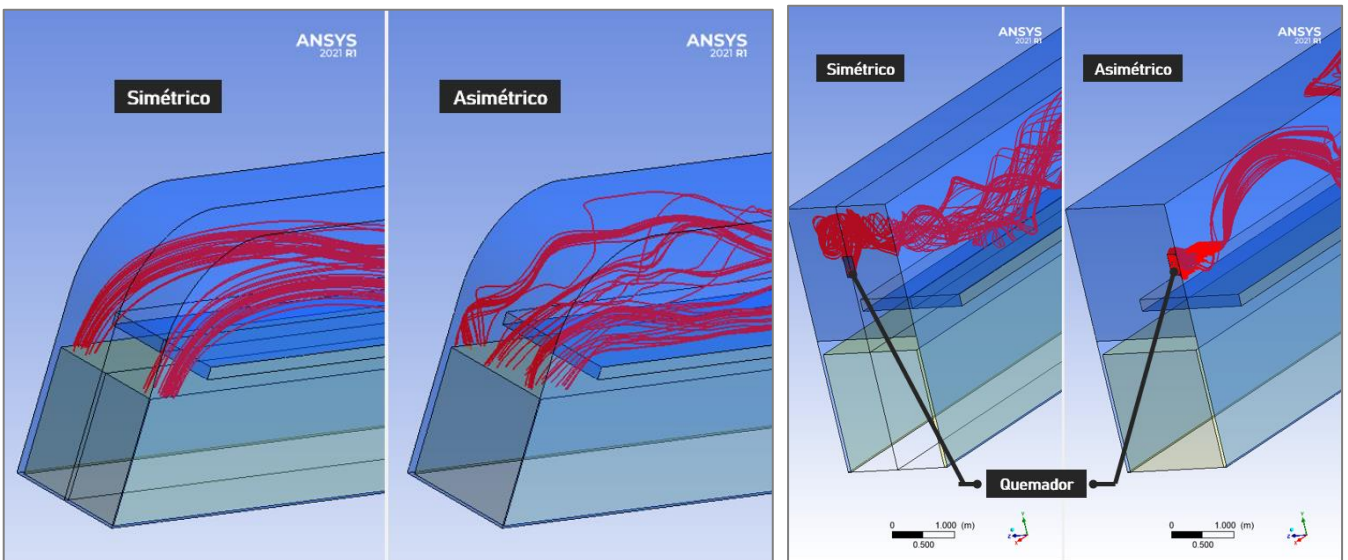 ANSYS
2021 R1
Simétrico
ANSYS
2021 R1
Asimétrico
ANSYS
2021 R1
Simétrico
ANSYS
2021 R1
Asimétrico
Quemador
0 1.000 (m)
0.500
Y
Z
X
0 1.000 (m)
0.500
Y
Z
X